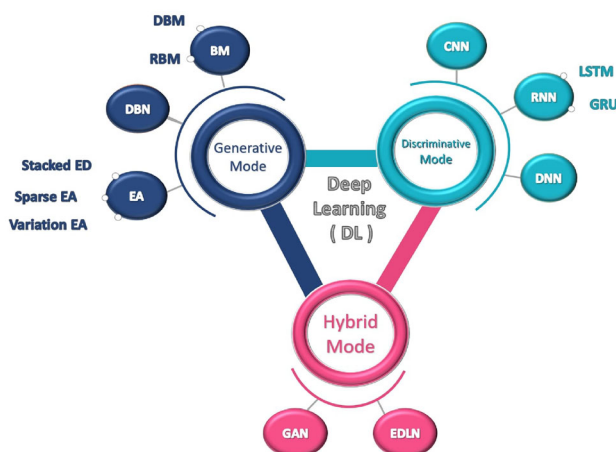 DBM
RBM
BM
DBN
Stacked ED
Sparse EA
Variation EA
EA
Generative
Mode
CNN
RNN
LSTM
GRU
DNN
Discriminative
Mode
Deep
Learning
( DL )
Hybrid
Mode
GAN
EDLN